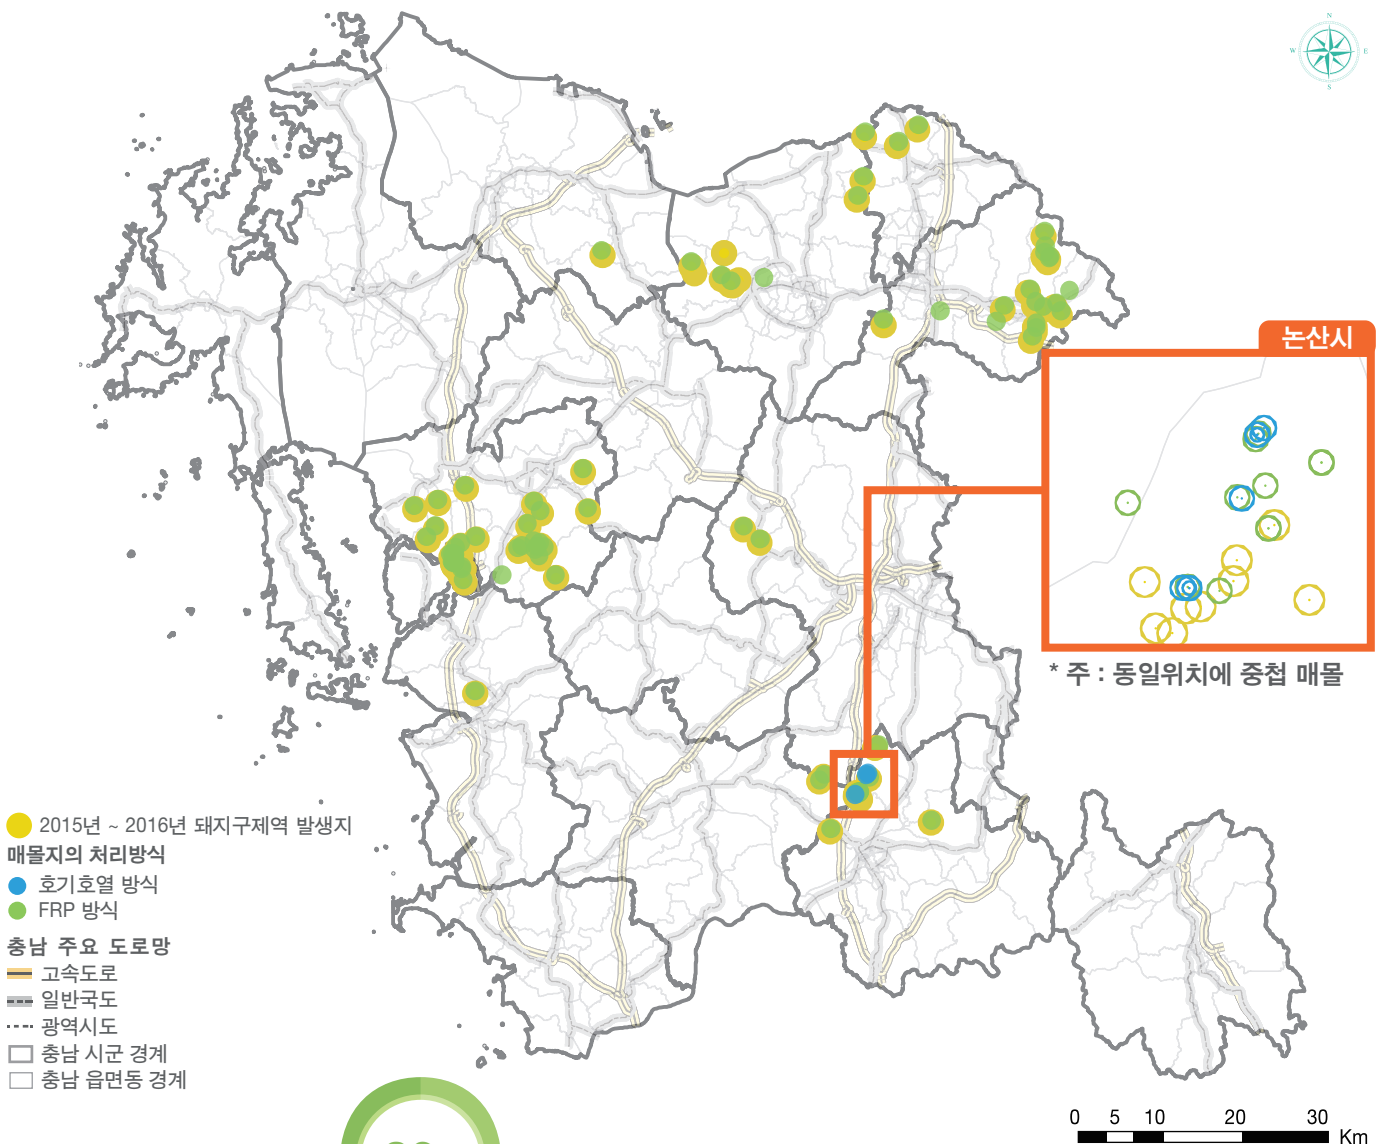 N
W E
S
논산시
* 주 : 동일위치에 중첩 매몰
2015년 ~ 2016년 돼지구제역 발생지
매몰지의 처리방식
호기호열 방식
FRP 방식
충남 주요 도로망
고속도로
일반국도
광역시도
충남 시군 경계
충남 읍면동 경계
0 5 10 20 30
Km